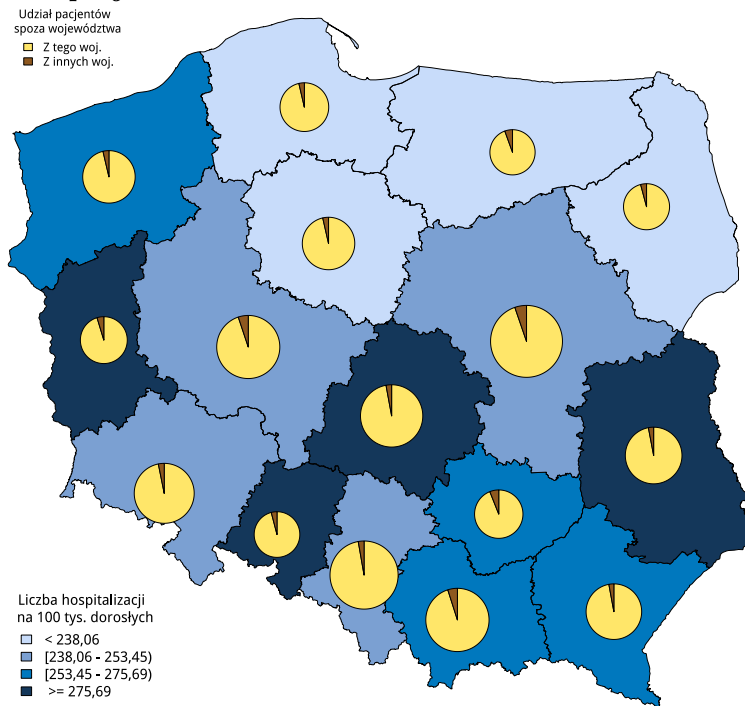 Udział pacjentów
spoza województwa
Z tego woj.
Z innych woj.
Liczba hospitalizacji
na 100 tys. dorosłych
< 238,06
[238,06 - 253,45)
[253,45 - 275,69)
>= 275,69